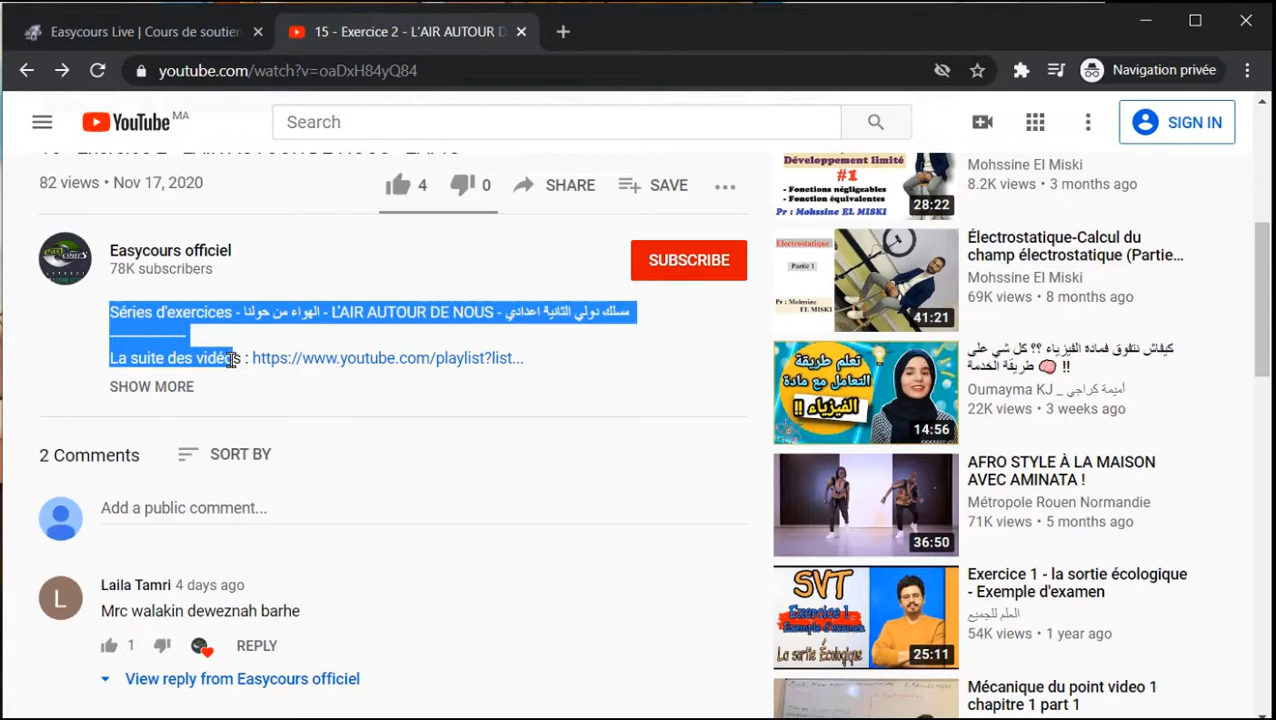 Easycours Live | Cours de soutien
15 - Exercice 2 - L'AIR AUTOUR D
youtube.com/watch?v=oaDxH84yQ84
Navigation privée
YouTube MA
Search
SIGN IN
82 views • Nov 17, 2020
4
0
SHARE
SAVE
Easycours officiel
78K subscribers
SUBSCRIBE
Séries d'exercices - الهواء من حولنا - L'AIR AUTOUR DE NOUS - مسلك دولي الثانية اعدادي
La suite des vidéos : https://www.youtube.com/playlist?list...
SHOW MORE
2 Comments
SORT BY
Add a public comment...
L
Laila Tamri 4 days ago
Mrc walakin deweznah barhe
1
REPLY
View reply from Easycours officiel
Développement limité
#1
- Fonctions négligeables
- Fonction équivalentes
Pr : Mohssine EL MISKI
28:22
Mohssine El Miski
8.2K views • 3 months ago
Electrostatique
Partie 1
Pr : Mohssine El Miski
8:08
Électrostatique-Calcul du
champ électrostatique (Partie...
Mohssine El Miski
69K views • 8 months ago
تعلم طريقة
التعامل مع مادة
الفيزياء !!
14:56
كيفاش نتفوق فمادة الفيزياء ؟؟ كل شي على
طريقة الخدمة !!
Oumayma KJ _ أميمة كراجي
22K views • 3 weeks ago
36:50
AFRO STYLE À LA MAISON
AVEC AMINATA !
Métropole Rouen Normandie
71K views • 5 months ago
SVT
Exercice 1
Exemple d'examen
La sortie Écologique
25:11
Exercice 1 - la sortie écologique
- Exemple d'examen
العلم للجميع
54K views • 1 year ago
Mécanique du point video 1
chapitre 1 part 1